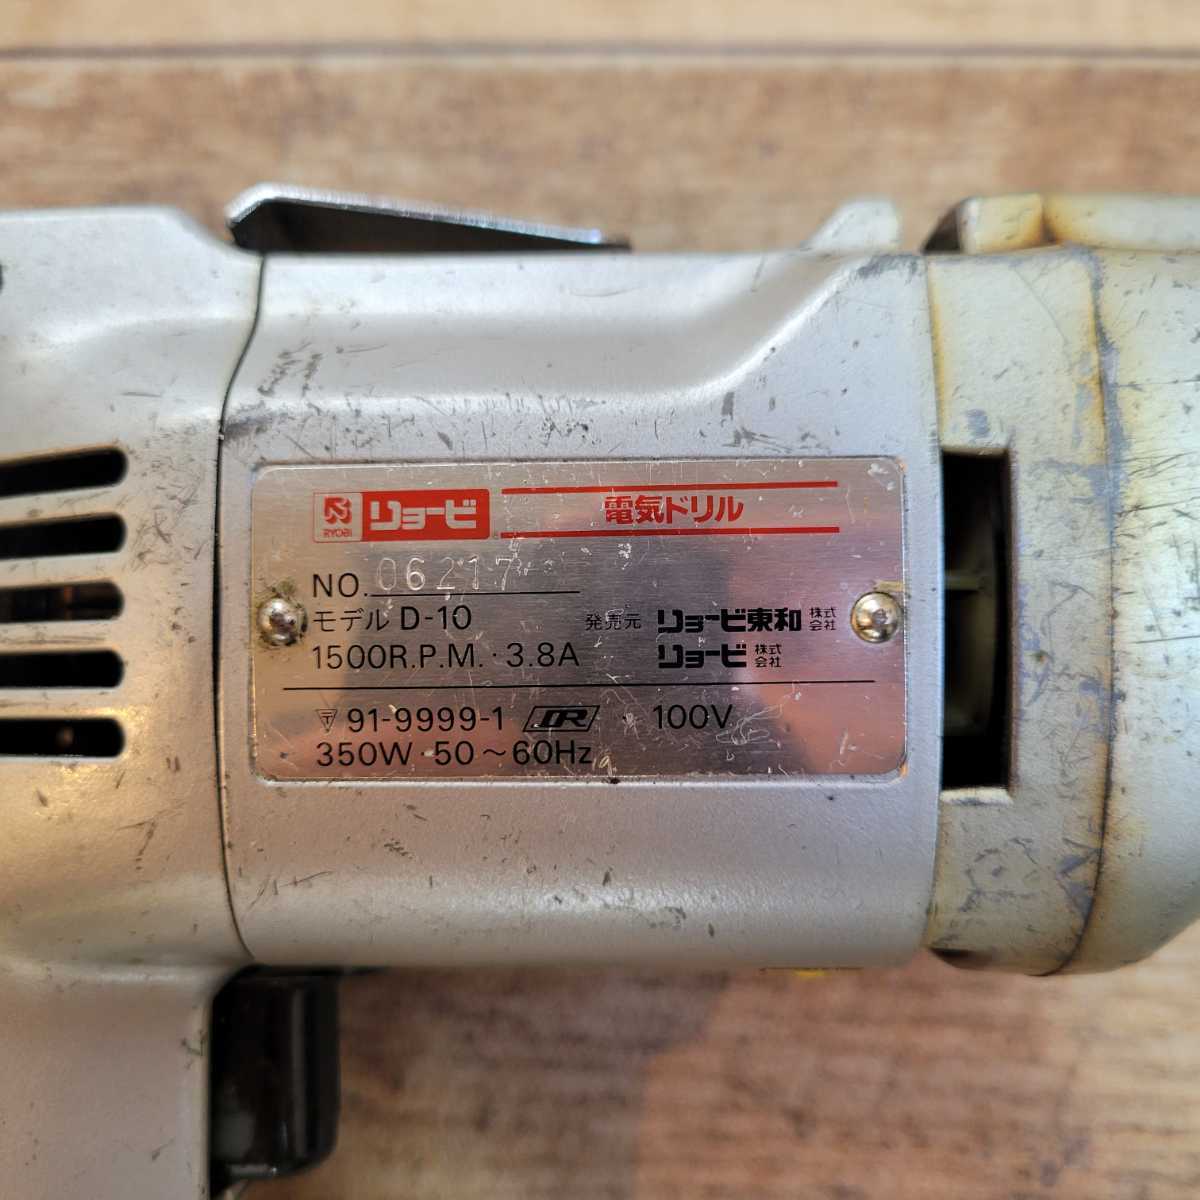 RYOBI リョービ 電気ドリル
NO. 06217
モデル D-10
1500R.P.M.・3.8A
発売元 リョービ東和 株式会社
リョービ 株式会社
〒 91-9999-1 100V
350W・50〜60Hz